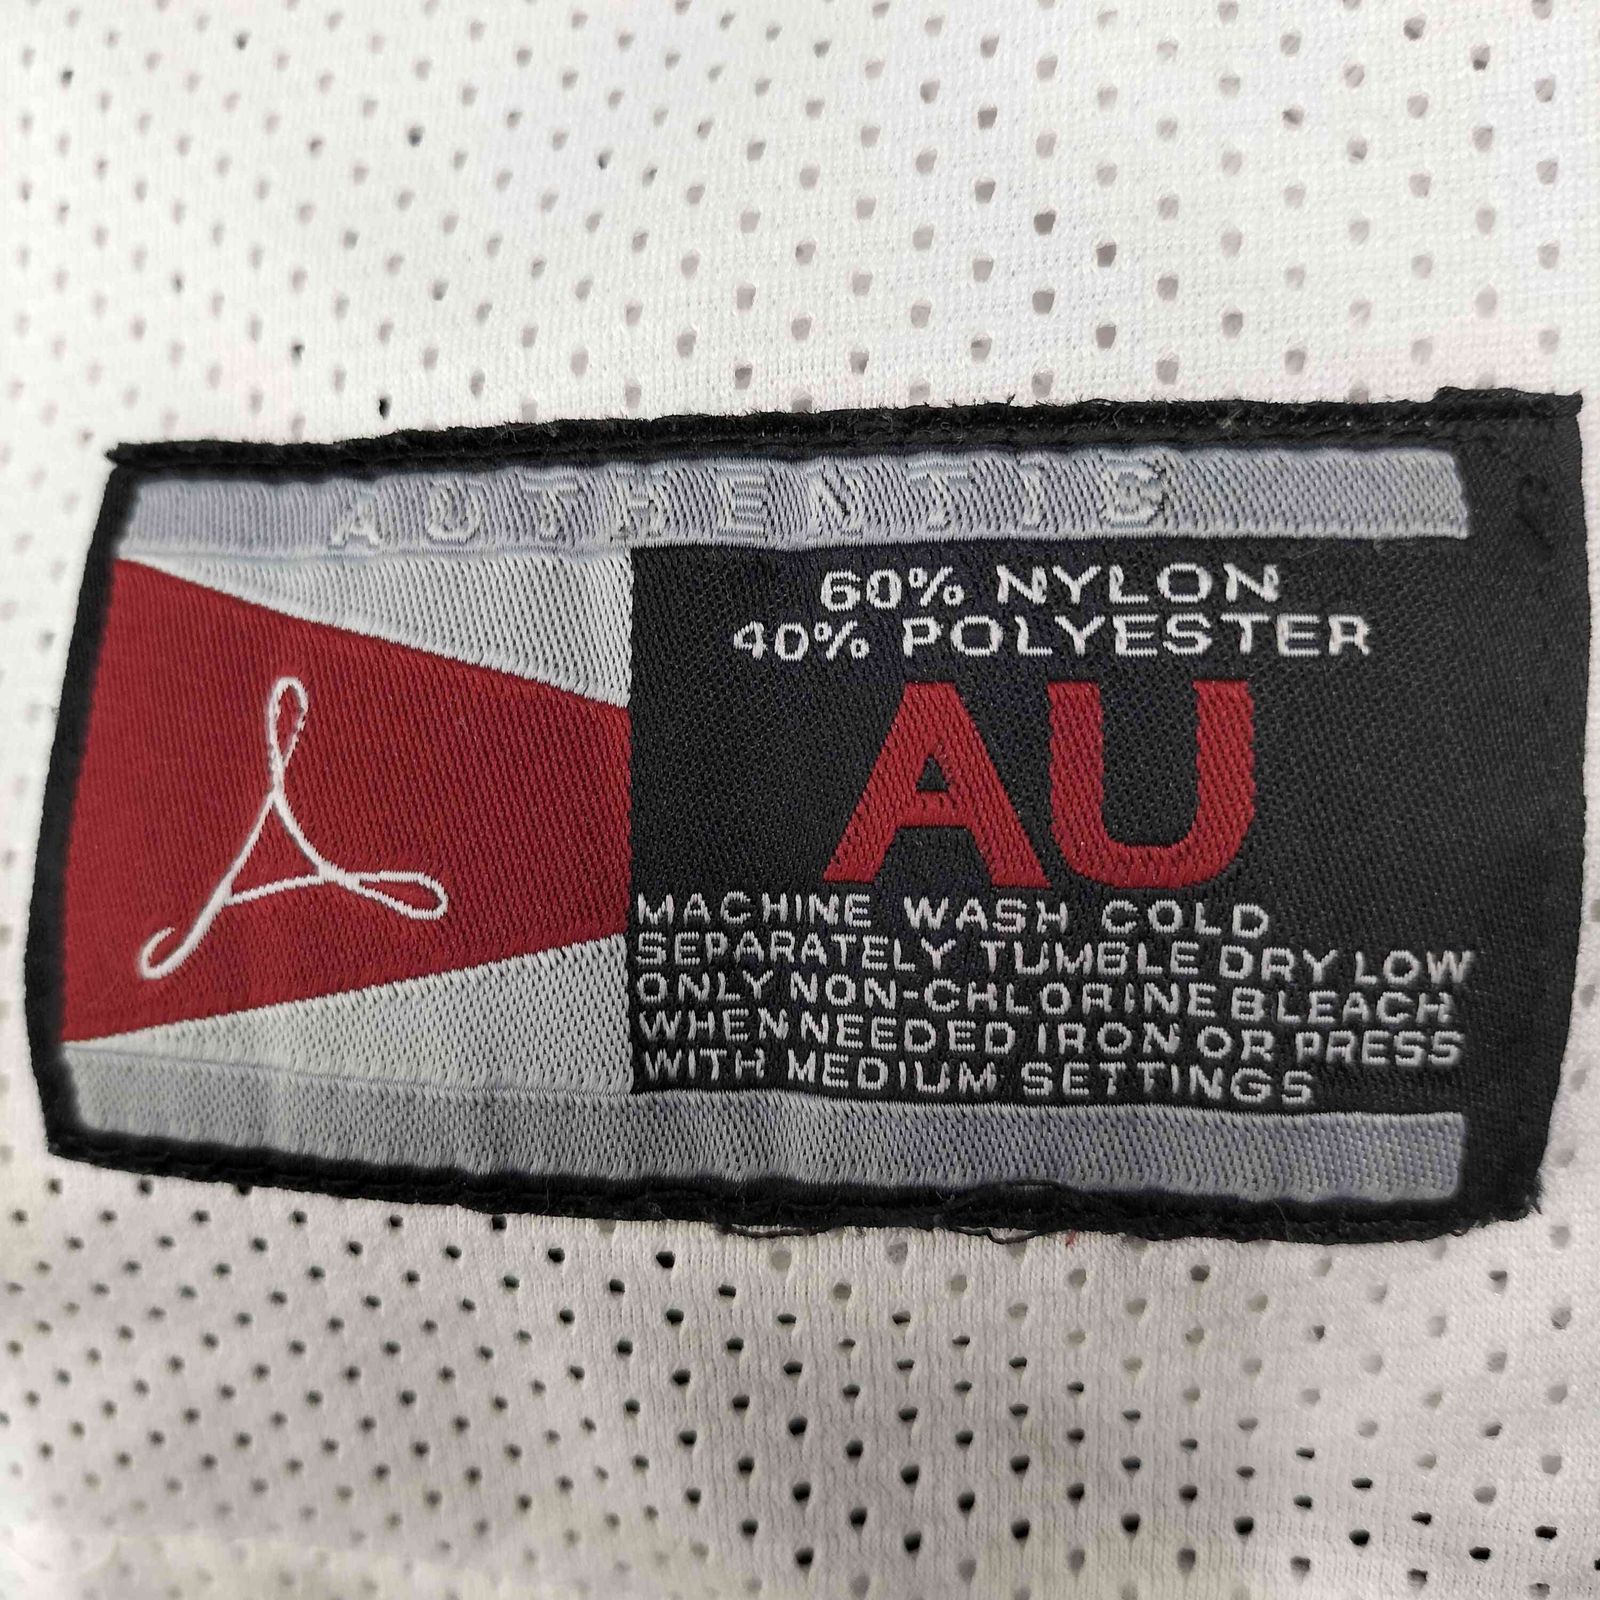 AUTHENTIC
60% NYLON
40% POLYESTER
AU
MACHINE WASH COLD
SEPARATELY TUMBLE DRY LOW
ONLY NON-CHLORINE BLEACH
WHEN NEEDED IRON OR PRESS
WITH MEDIUM SETTINGS